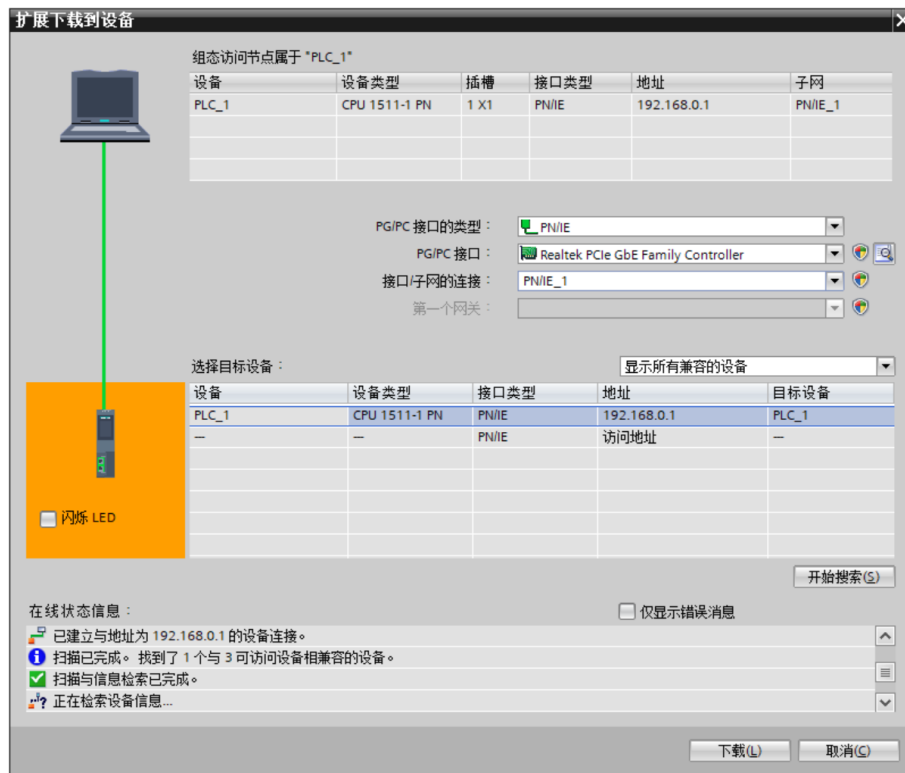 扩展下载到设备
组态访问节点属于 "PLC_1"
设备 设备类型 插槽 接口类型 地址 子网
PLC_1 CPU 1511-1 PN 1 X1 PN/IE 192.168.0.1 PN/IE_1
PG/PC 接口的类型： PN/IE
PG/PC 接口： Realtek PCIe GbE Family Controller
接口/子网的连接： PN/IE_1
第一个网关：
选择目标设备： 显示所有兼容的设备
设备 设备类型 接口类型 地址 目标设备
PLC_1 CPU 1511-1 PN PN/IE 192.168.0.1 PLC_1
— — PN/IE 访问地址 —
闪烁 LED
开始搜索(S)
在线状态信息： 仅显示错误消息
已建立与地址为 192.168.0.1 的设备连接。
扫描已完成。 找到了 1 个与 3 可访问设备相兼容的设备。
扫描与信息检索已完成。
正在检索设备信息...
下载(L) 取消(C)